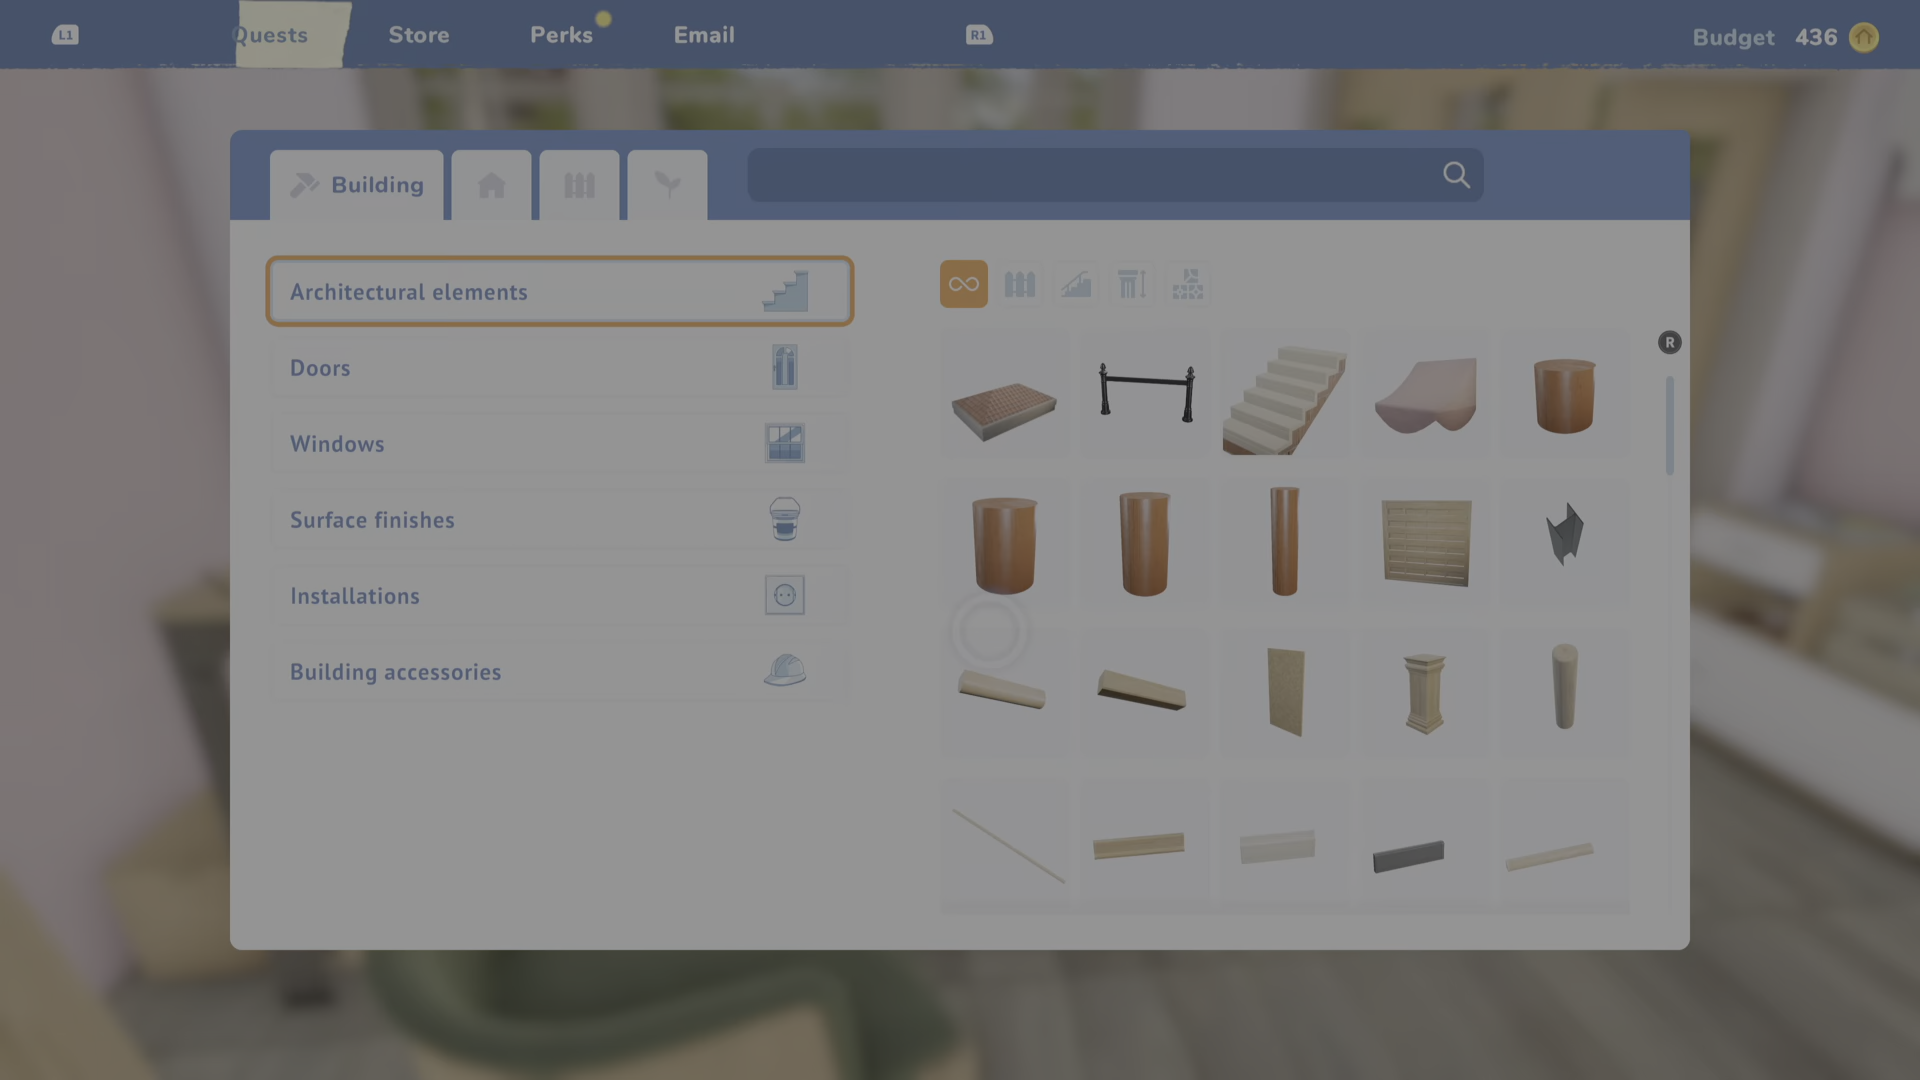 L1
Quests
Store
Perks
Email
R1
Budget 436
Building
Architectural elements
Doors
Windows
Surface finishes
Installations
Building accessories
R